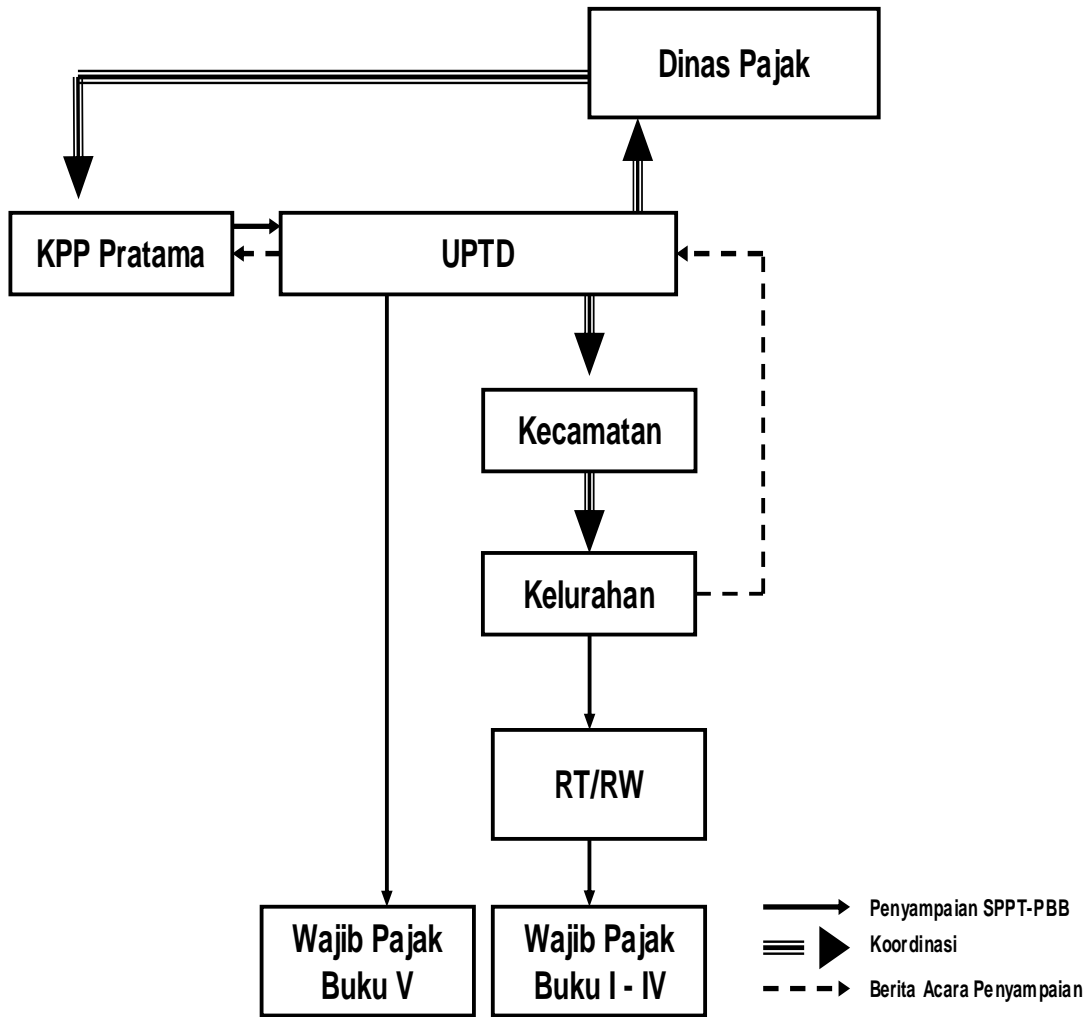 Dinas Pajak
KPP Pratama
UPTD
Kecamatan
Kelurahan
RT/RW
Wajib Pajak
Buku V
Wajib Pajak
Buku I - IV
Penyampaian SPPT-PBB
Koordinasi
Berita Acara Penyampaian